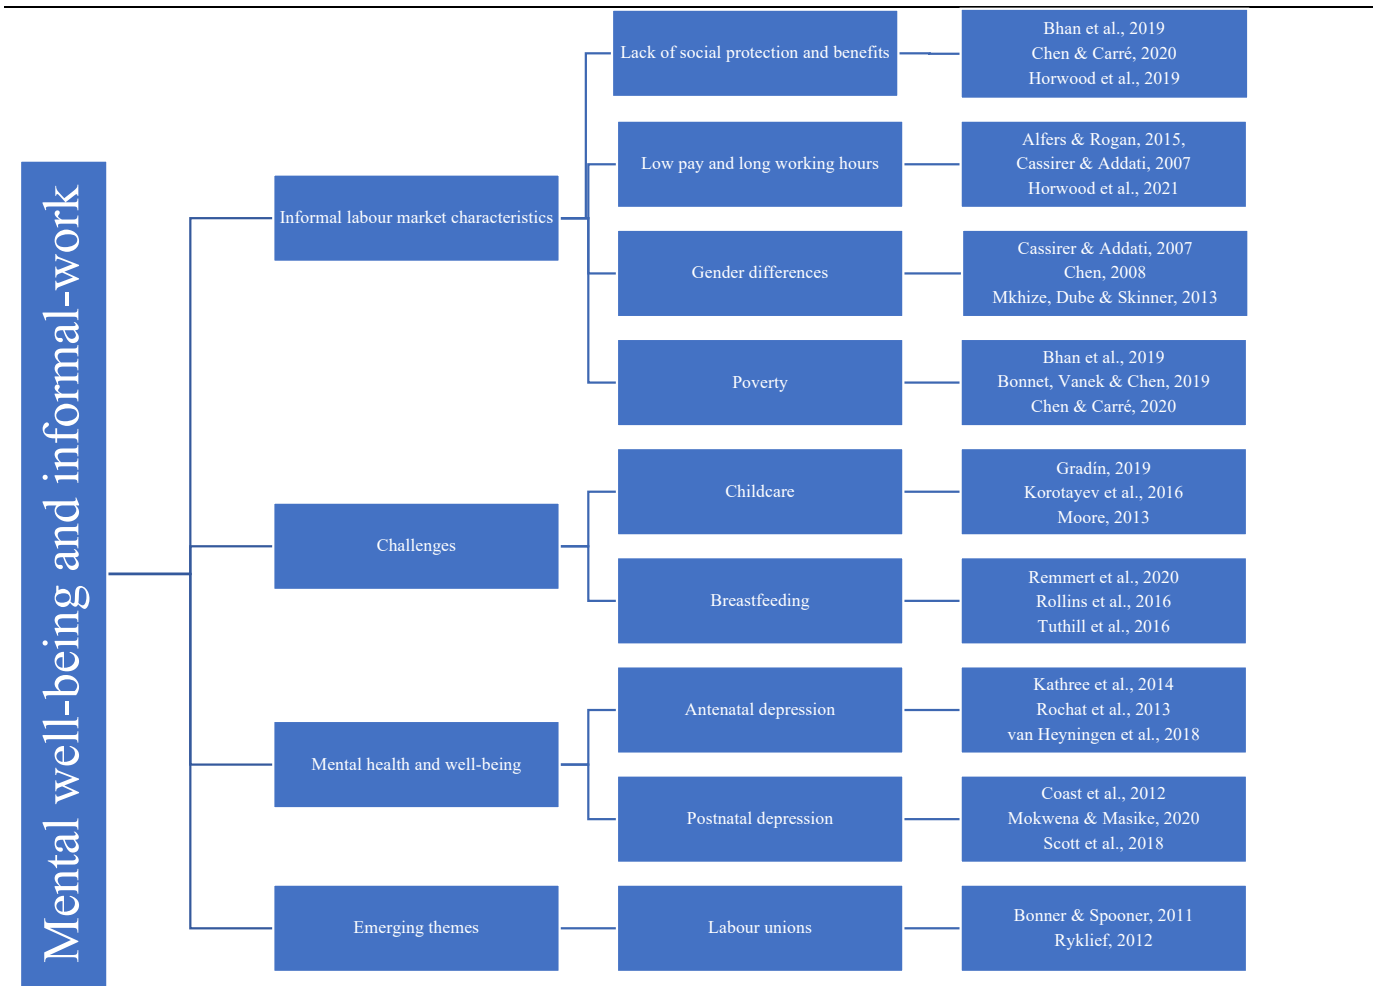 Mental well-being and informal-work
Informal labour market characteristics
Lack of social protection and benefits
Bhan et al., 2019
Chen & Carré, 2020
Horwood et al., 2019
Low pay and long working hours
Alfers & Rogan, 2015,
Cassirer & Addati, 2007
Horwood et al., 2021
Gender differences
Cassirer & Addati, 2007
Chen, 2008
Mkhize, Dube & Skinner, 2013
Poverty
Bhan et al., 2019
Bonnet, Vanek & Chen, 2019
Chen & Carré, 2020
Challenges
Childcare
Gradín, 2019
Korotayev et al., 2016
Moore, 2013
Breastfeeding
Remmert et al., 2020
Rollins et al., 2016
Tuthill et al., 2016
Mental health and well-being
Antenatal depression
Kathree et al., 2014
Rochat et al., 2013
van Heyningen et al., 2018
Postnatal depression
Coast et al., 2012
Mokwena & Masike, 2020
Scott et al., 2018
Emerging themes
Labour unions
Bonner & Spooner, 2011
Ryklief, 2012